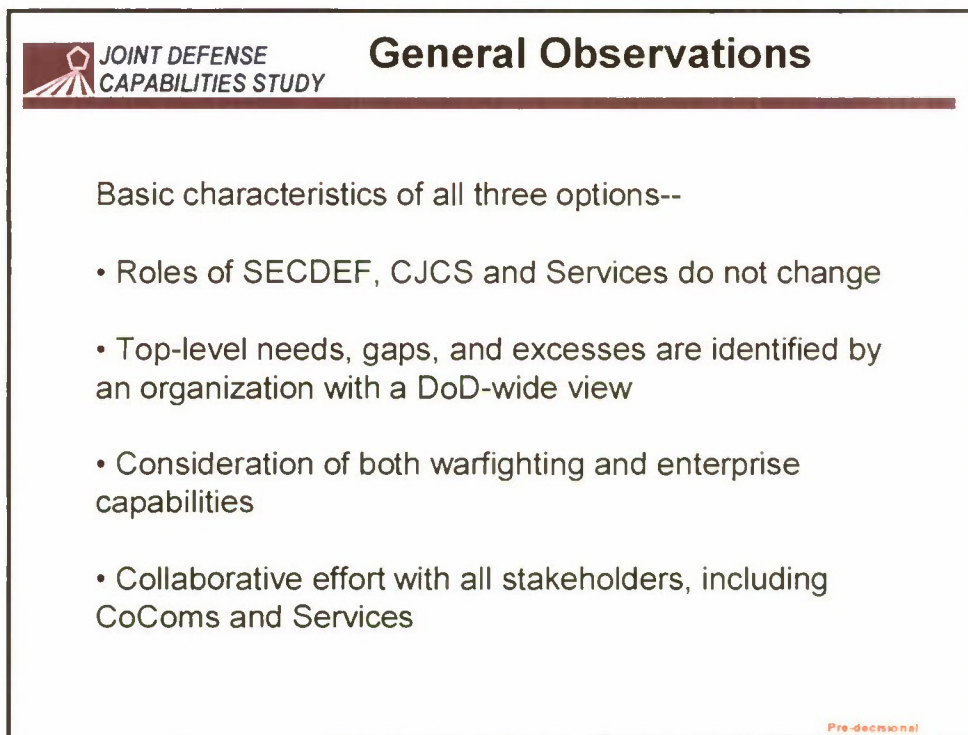 JOINT DEFENSE
CAPABILITIES STUDY
General Observations
Basic characteristics of all three options--
• Roles of SECDEF, CJCS and Services do not change
• Top-level needs, gaps, and excesses are identified by
an organization with a DoD-wide view
• Consideration of both warfighting and enterprise
capabilities
• Collaborative effort with all stakeholders, including
CoComs and Services
Pre-decisional